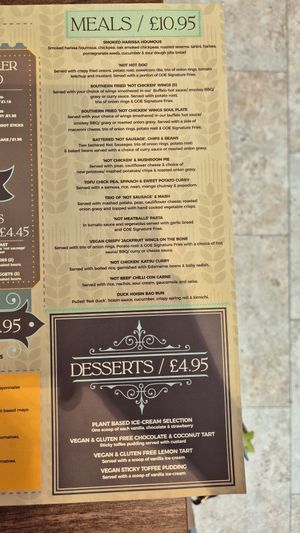 MEALS / £10.95
SMOKED HARISSA HOUMOUS
Smoked harissa houmous, chickpea, oak smoked chickpeas, roasted sesame, tahini, harissa,
pomegranate seeds, cucumber & sour dough pita bread
'NOT HOT DOG'
Served with crispy fried onions, potato rosti, sweetcorn ribs, trio of onion rings, tomato
ketchup and mustard. Served with a portion of COE Signature Fries.
SOUTHERN FRIED 'NOT CHICKEN' WINGS (5)
Served with your choice of wings smothered in our Buffalo hot sauce/ smokey BBQ/
gravy or curry sauce. Served with potato rosti,
trio of onion rings & COE Signature Fries.
SOUTHERN FRIED 'NOT CHICKEN' WINGS SOUL PLATE
Served with your choice of wings smothered in our buffalo hot sauce/
smokey BBQ/ gravy or roasted onion gravy. Served with a side of
macaroni cheese, trio of onion rings, potato rosti & COE Signature Fries.
TATTERED 'NOT SAUSAGE', CHIPS & BEANS
Two battered Not Sausages, trio of onion rings, potato rosti
& baked beans served with a choice of curry sauce or roasted onion gravy.
'NOT CHICKEN' & MUSHROOM PIE
Served with peas, cauliflower cheese & choice of
new potatoes/ mashed potatoes/ chips & roasted onion gravy.
TOFU CHICK PEA, SPINACH & SWEET POTATO CURRY
Served with a samosa, rice, naan, mango chutney & popodom.
TRIO OF 'NOT SAUSAGE' & MASH
Served with mashed potato, peas, cauliflower cheese, roasted
onion gravy and topped with hand cooked vegetable crisps.
'NOT MEATBALLS' PASTA
In tomato sauce and vegetables served with garlic bread
and COE Signature Fries.
VEGAN CRISPY 'JACKFRUIT WINGS ON THE BONE'
Served with trio of onion rings, Potato rosti & COE Signature Fries with a choice of hot
sauce/ BBQ/ curry or cheese sauce.
'NOT CHICKEN' KATSU CURRY
Served with boiled rice, garnished with Edamame beans & baby radish.
'NOT BEEF' CHILLI CON CARNE
Served with rice, nachos, sour cream, guacamole and salsa.
DUCK HOISIN BAO BUN
Pulled 'Not duck', hoisin sauce, cucumber, crispy spring roll & kimichi.
DESSERTS / £4.95
PLANT BASED ICE-CREAM SELECTION
One scoop of each vanilla, chocolate & strawberry
VEGAN & GLUTEN FREE CHOCOLATE & COCONUT TART
Sticky toffee pudding served with custard
VEGAN & GLUTEN FREE LEMON TART
Served with a scoop of vanilla ice-cream
VEGAN STICKY TOFFEE PUDDING
Served with a scoop of vanilla ice-cream
£4.45
.95